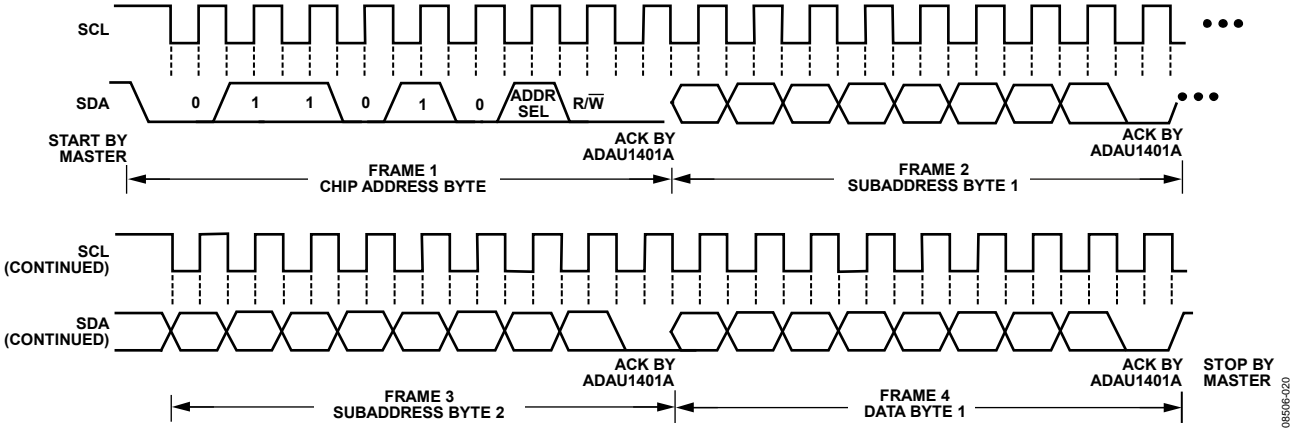 SCL
SDA
0 1 1 0 1 0 ADDR SEL R/W̅
START BY MASTER
ACK BY ADAU1401A
ACK BY ADAU1401A
FRAME 1
CHIP ADDRESS BYTE
FRAME 2
SUBADDRESS BYTE 1
SCL
(CONTINUED)
SDA
(CONTINUED)
ACK BY ADAU1401A
ACK BY ADAU1401A
STOP BY MASTER
FRAME 3
SUBADDRESS BYTE 2
FRAME 4
DATA BYTE 1
08506-020